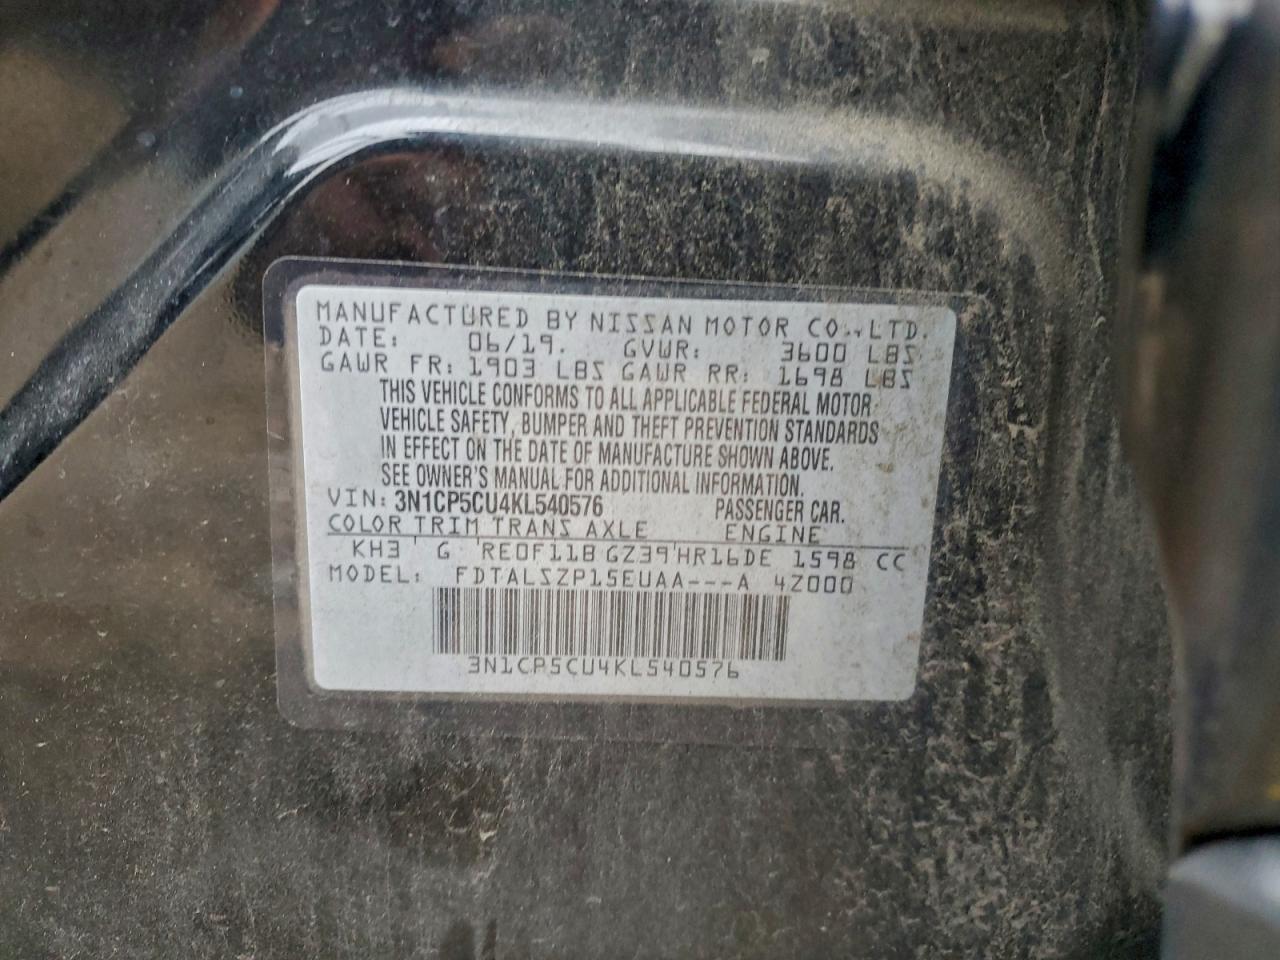 MANUFACTURED BY NISSAN MOTOR CO.,LTD.
DATE: 06/19. GVWR: 3600 LBS
GAWR FR: 1903 LBS GAWR RR: 1698 LBS
THIS VEHICLE CONFORMS TO ALL APPLICABLE FEDERAL MOTOR
VEHICLE SAFETY, BUMPER AND THEFT PREVENTION STANDARDS
IN EFFECT ON THE DATE OF MANUFACTURE SHOWN ABOVE.
SEE OWNER'S MANUAL FOR ADDITIONAL INFORMATION.
VIN: 3N1CP5CU4KL540576 PASSENGER CAR.
COLOR TRIM TRANS AXLE ENGINE
KH3 G RE0F11B GZ39 HR16DE 1598 CC
MODEL: FDTALSZP15EUAA---A 4Z000
3N1CP5CU4KL540576